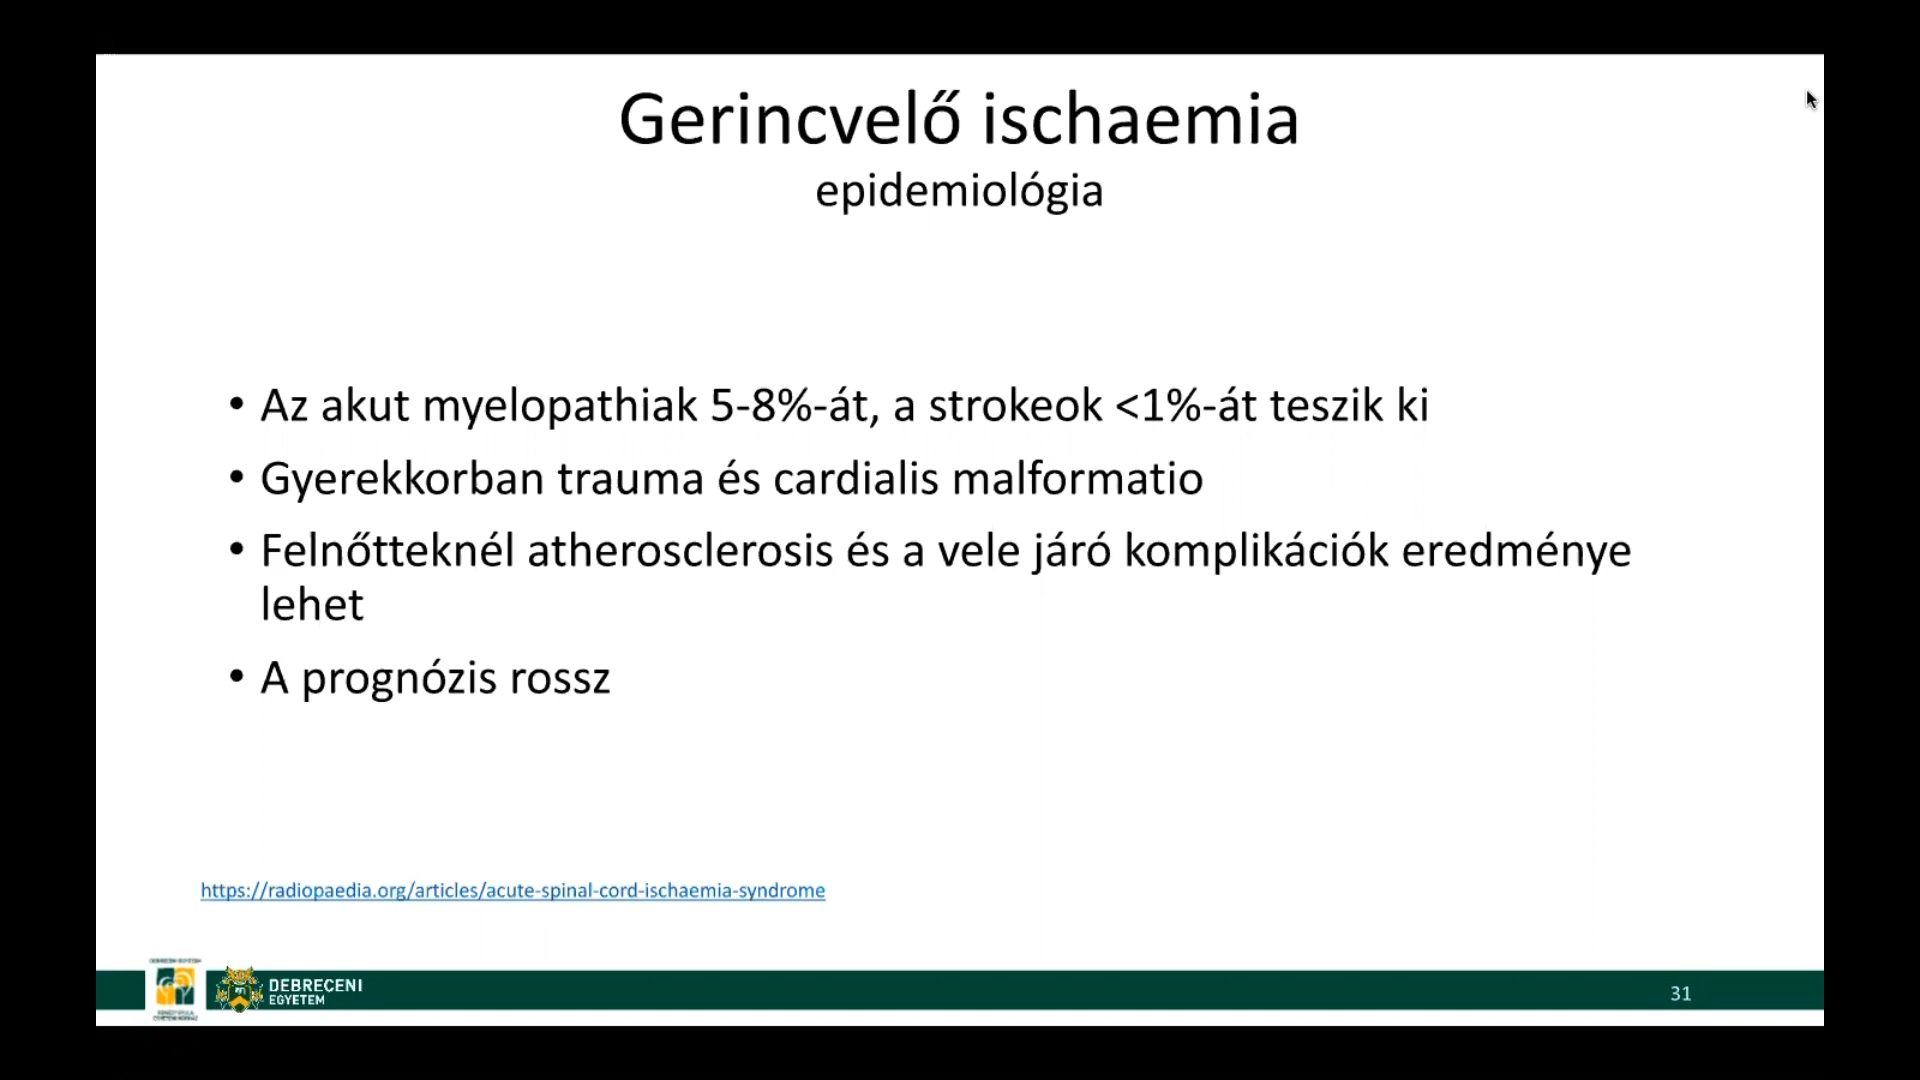 Gerincvelő ischaemia
epidemiológia
• Az akut myelopathiak 5-8%-át, a strokeok <1%-át teszik ki
• Gyerekkorban trauma és cardialis malformatio
• Felnőtteknél atherosclerosis és a vele járó komplikációk eredménye
lehet
• A prognózis rossz
https://radiopaedia.org/articles/acute-spinal-cord-ischaemia-syndrome
DEBRECENI
EGYETEM
31